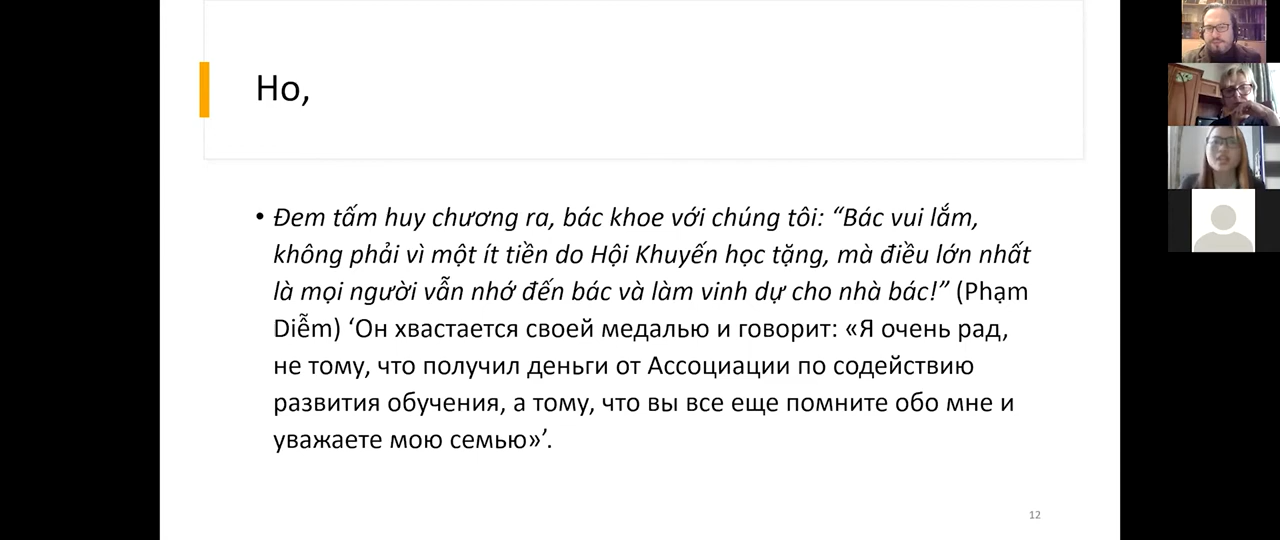 Но,
• Đem tấm huy chương ra, bác khoe với chúng tôi: “Bác vui lắm,
không phải vì một ít tiền do Hội Khuyến học tặng, mà điều lớn nhất
là mọi người vẫn nhớ đến bác và làm vinh dự cho nhà bác!” (Phạm
Diễm) ‘Он хвастается своей медалью и говорит: «Я очень рад,
не тому, что получил деньги от Ассоциации по содействию
развития обучения, а тому, что вы все еще помните обо мне и
уважаете мою семью»’.
12